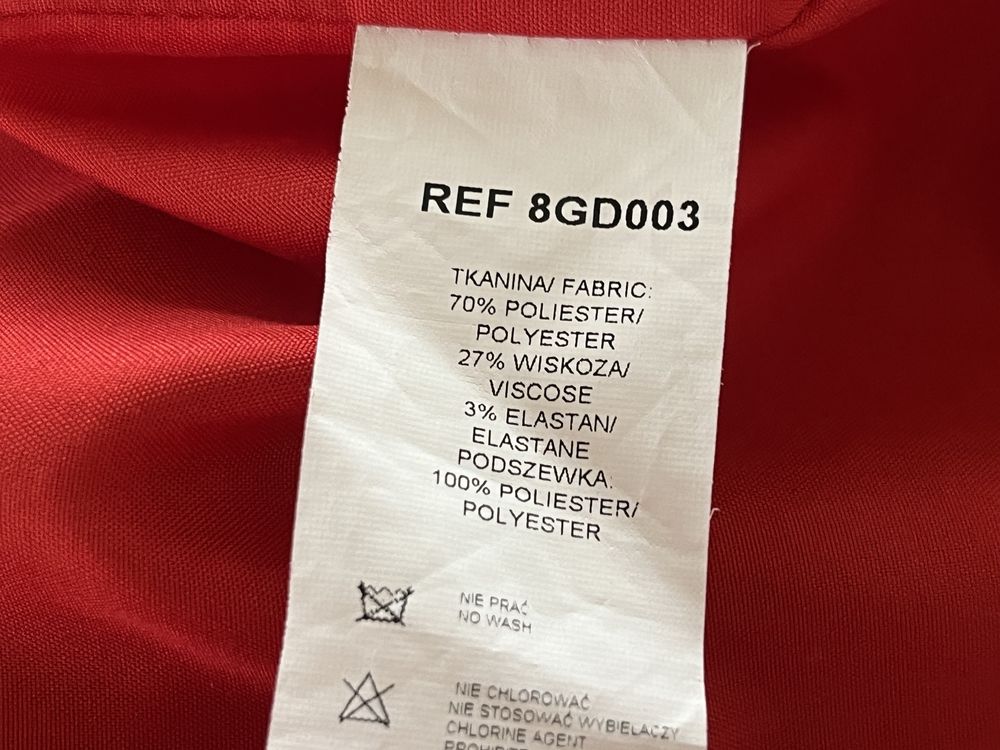 REF 8GD003
TKANINA/ FABRIC:
70% POLIESTER/
POLYESTER
27% WISKOZA/
VISCOSE
3% ELASTAN/
ELASTANE
PODSZEWKA:
100% POLIESTER/
POLYESTER
NIE PRAĆ
NO WASH
NIE CHLOROWAĆ
NIE STOSOWAĆ WYBIELACZY
CHLORINE AGENT